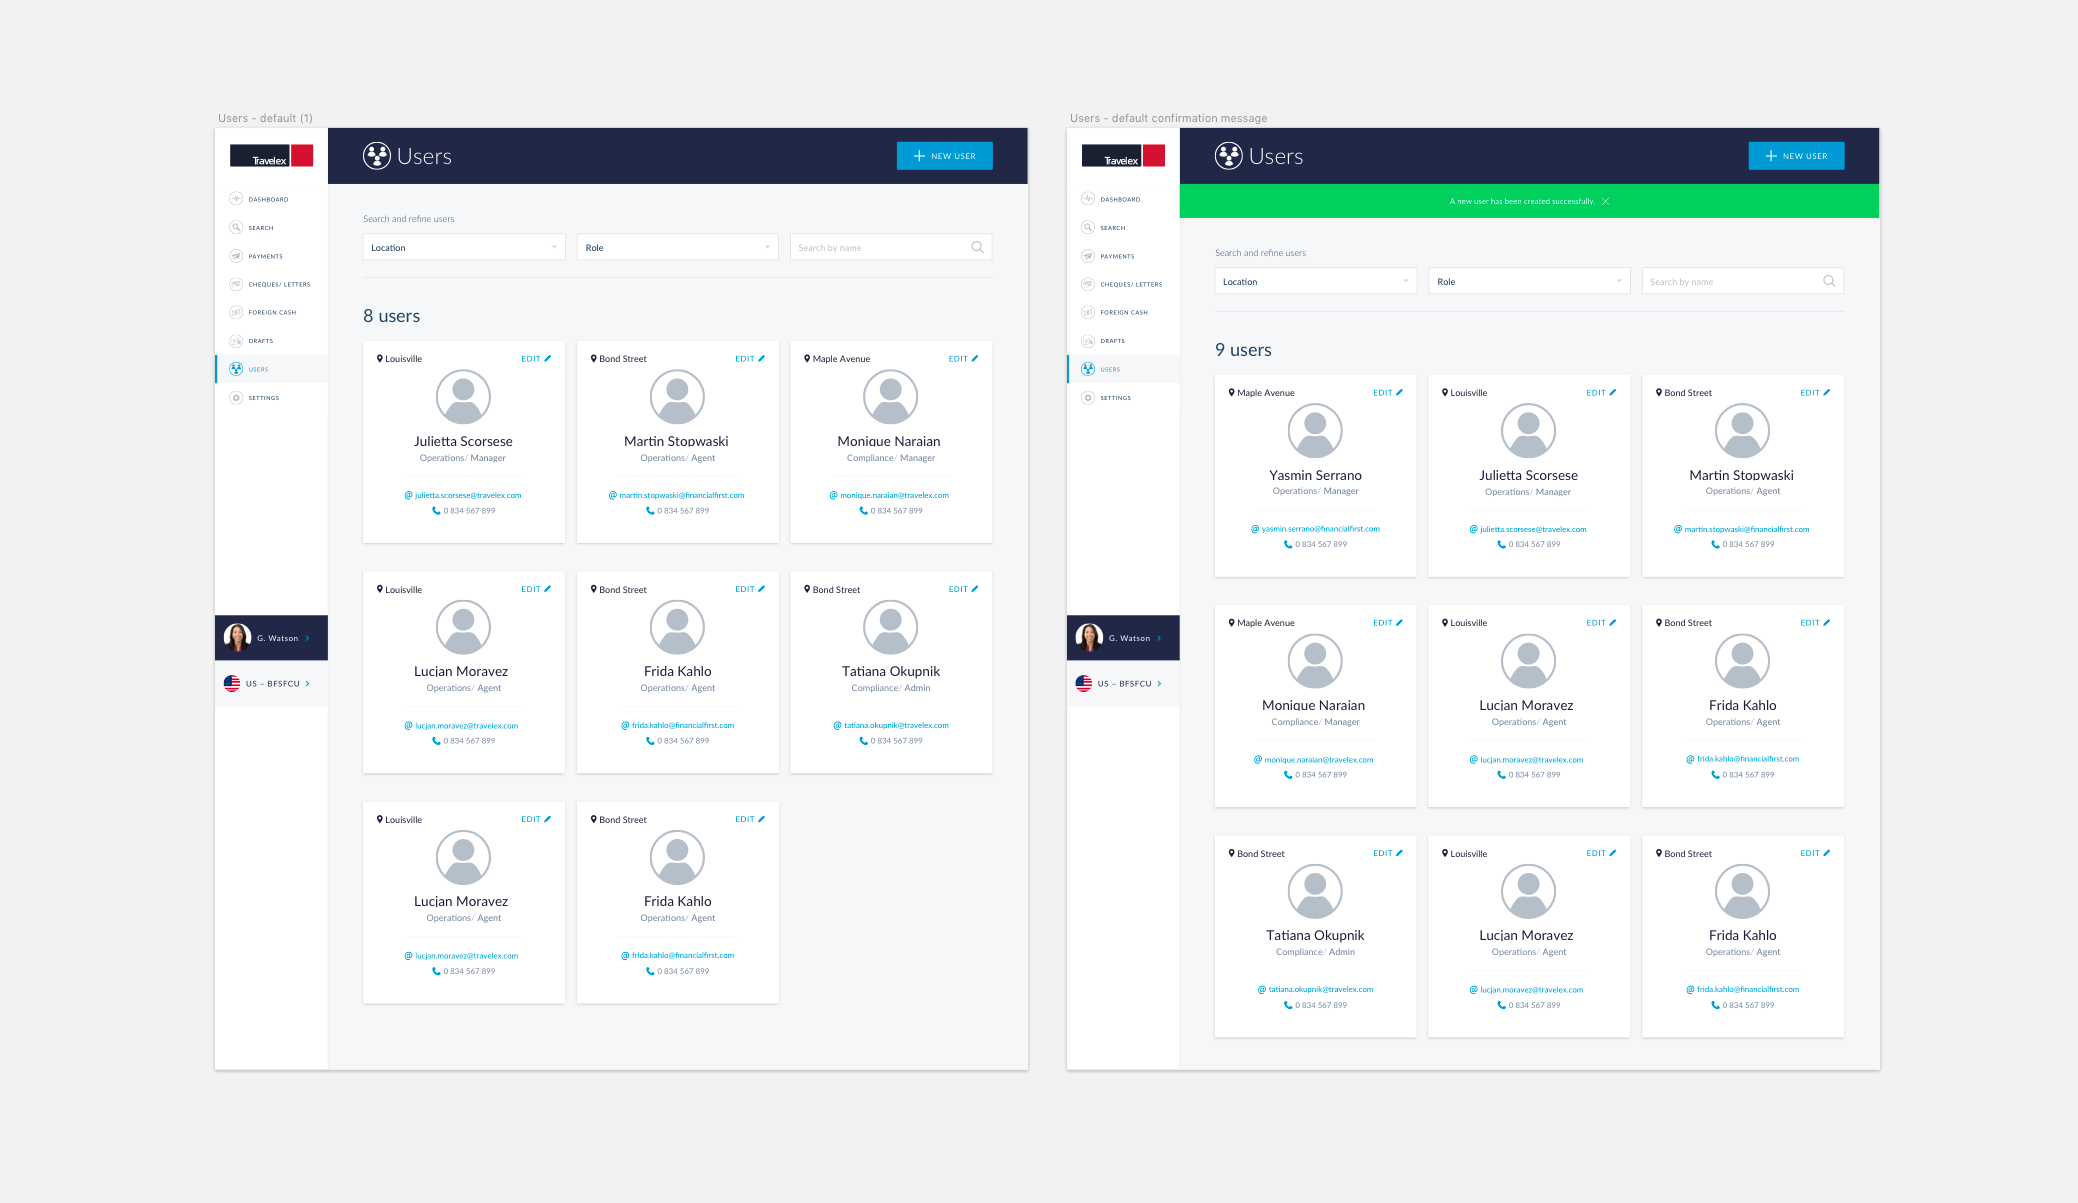 Users - default (1)
Travelex
Users
NEW USER
DASHBOARD
SEARCH
PAYMENTS
CHEQUES/ LETTERS
FOREIGN CASH
DRAFTS
USERS
SETTINGS
G. Watson
US – BFSFCU
Search and refine users
Location
Role
Search by name
8 users
Louisville EDIT
Julietta Scorsese
Operations/ Manager
@ julietta.scorsese@travelex.com
0 834 567 899
Bond Street EDIT
Martin Stopwaski
Operations/ Agent
@ martin.stopwaski@financialfirst.com
0 834 567 899
Maple Avenue EDIT
Monique Naraian
Compliance/ Manager
@ monique.naraian@travelex.com
0 834 567 899
Louisville EDIT
Lucjan Moravez
Operations/ Agent
@ lucjan.moravez@travelex.com
0 834 567 899
Bond Street EDIT
Frida Kahlo
Operations/ Agent
@ frida.kahlo@financialfirst.com
0 834 567 899
Bond Street EDIT
Tatiana Okupnik
Compliance/ Admin
@ tatiana.okupnik@travelex.com
0 834 567 899
Louisville EDIT
Lucjan Moravez
Operations/ Agent
@ lucjan.moravez@travelex.com
0 834 567 899
Bond Street EDIT
Frida Kahlo
Operations/ Agent
@ frida.kahlo@financialfirst.com
0 834 567 899
Users - default confirmation message
Travelex
Users
NEW USER
A new user has been created successfully.
DASHBOARD
SEARCH
PAYMENTS
CHEQUES/ LETTERS
FOREIGN CASH
DRAFTS
USERS
SETTINGS
G. Watson
US – BFSFCU
Search and refine users
Location
Role
Search by name
9 users
Maple Avenue EDIT
Yasmin Serrano
Operations/ Manager
@ yasmin.serrano@financialfirst.com
0 834 567 899
Louisville EDIT
Julietta Scorsese
Operations/ Manager
@ julietta.scorsese@travelex.com
0 834 567 899
Bond Street EDIT
Martin Stopwaski
Operations/ Agent
@ martin.stopwaski@financialfirst.com
0 834 567 899
Maple Avenue EDIT
Monique Naraian
Compliance/ Manager
@ monique.naraian@travelex.com
0 834 567 899
Louisville EDIT
Lucjan Moravez
Operations/ Agent
@ lucjan.moravez@travelex.com
0 834 567 899
Bond Street EDIT
Frida Kahlo
Operations/ Agent
@ frida.kahlo@financialfirst.com
0 834 567 899
Bond Street EDIT
Tatiana Okupnik
Compliance/ Admin
@ tatiana.okupnik@travelex.com
0 834 567 899
Louisville EDIT
Lucjan Moravez
Operations/ Agent
@ lucjan.moravez@travelex.com
0 834 567 899
Bond Street EDIT
Frida Kahlo
Operations/ Agent
@ frida.kahlo@financialfirst.com
0 834 567 899